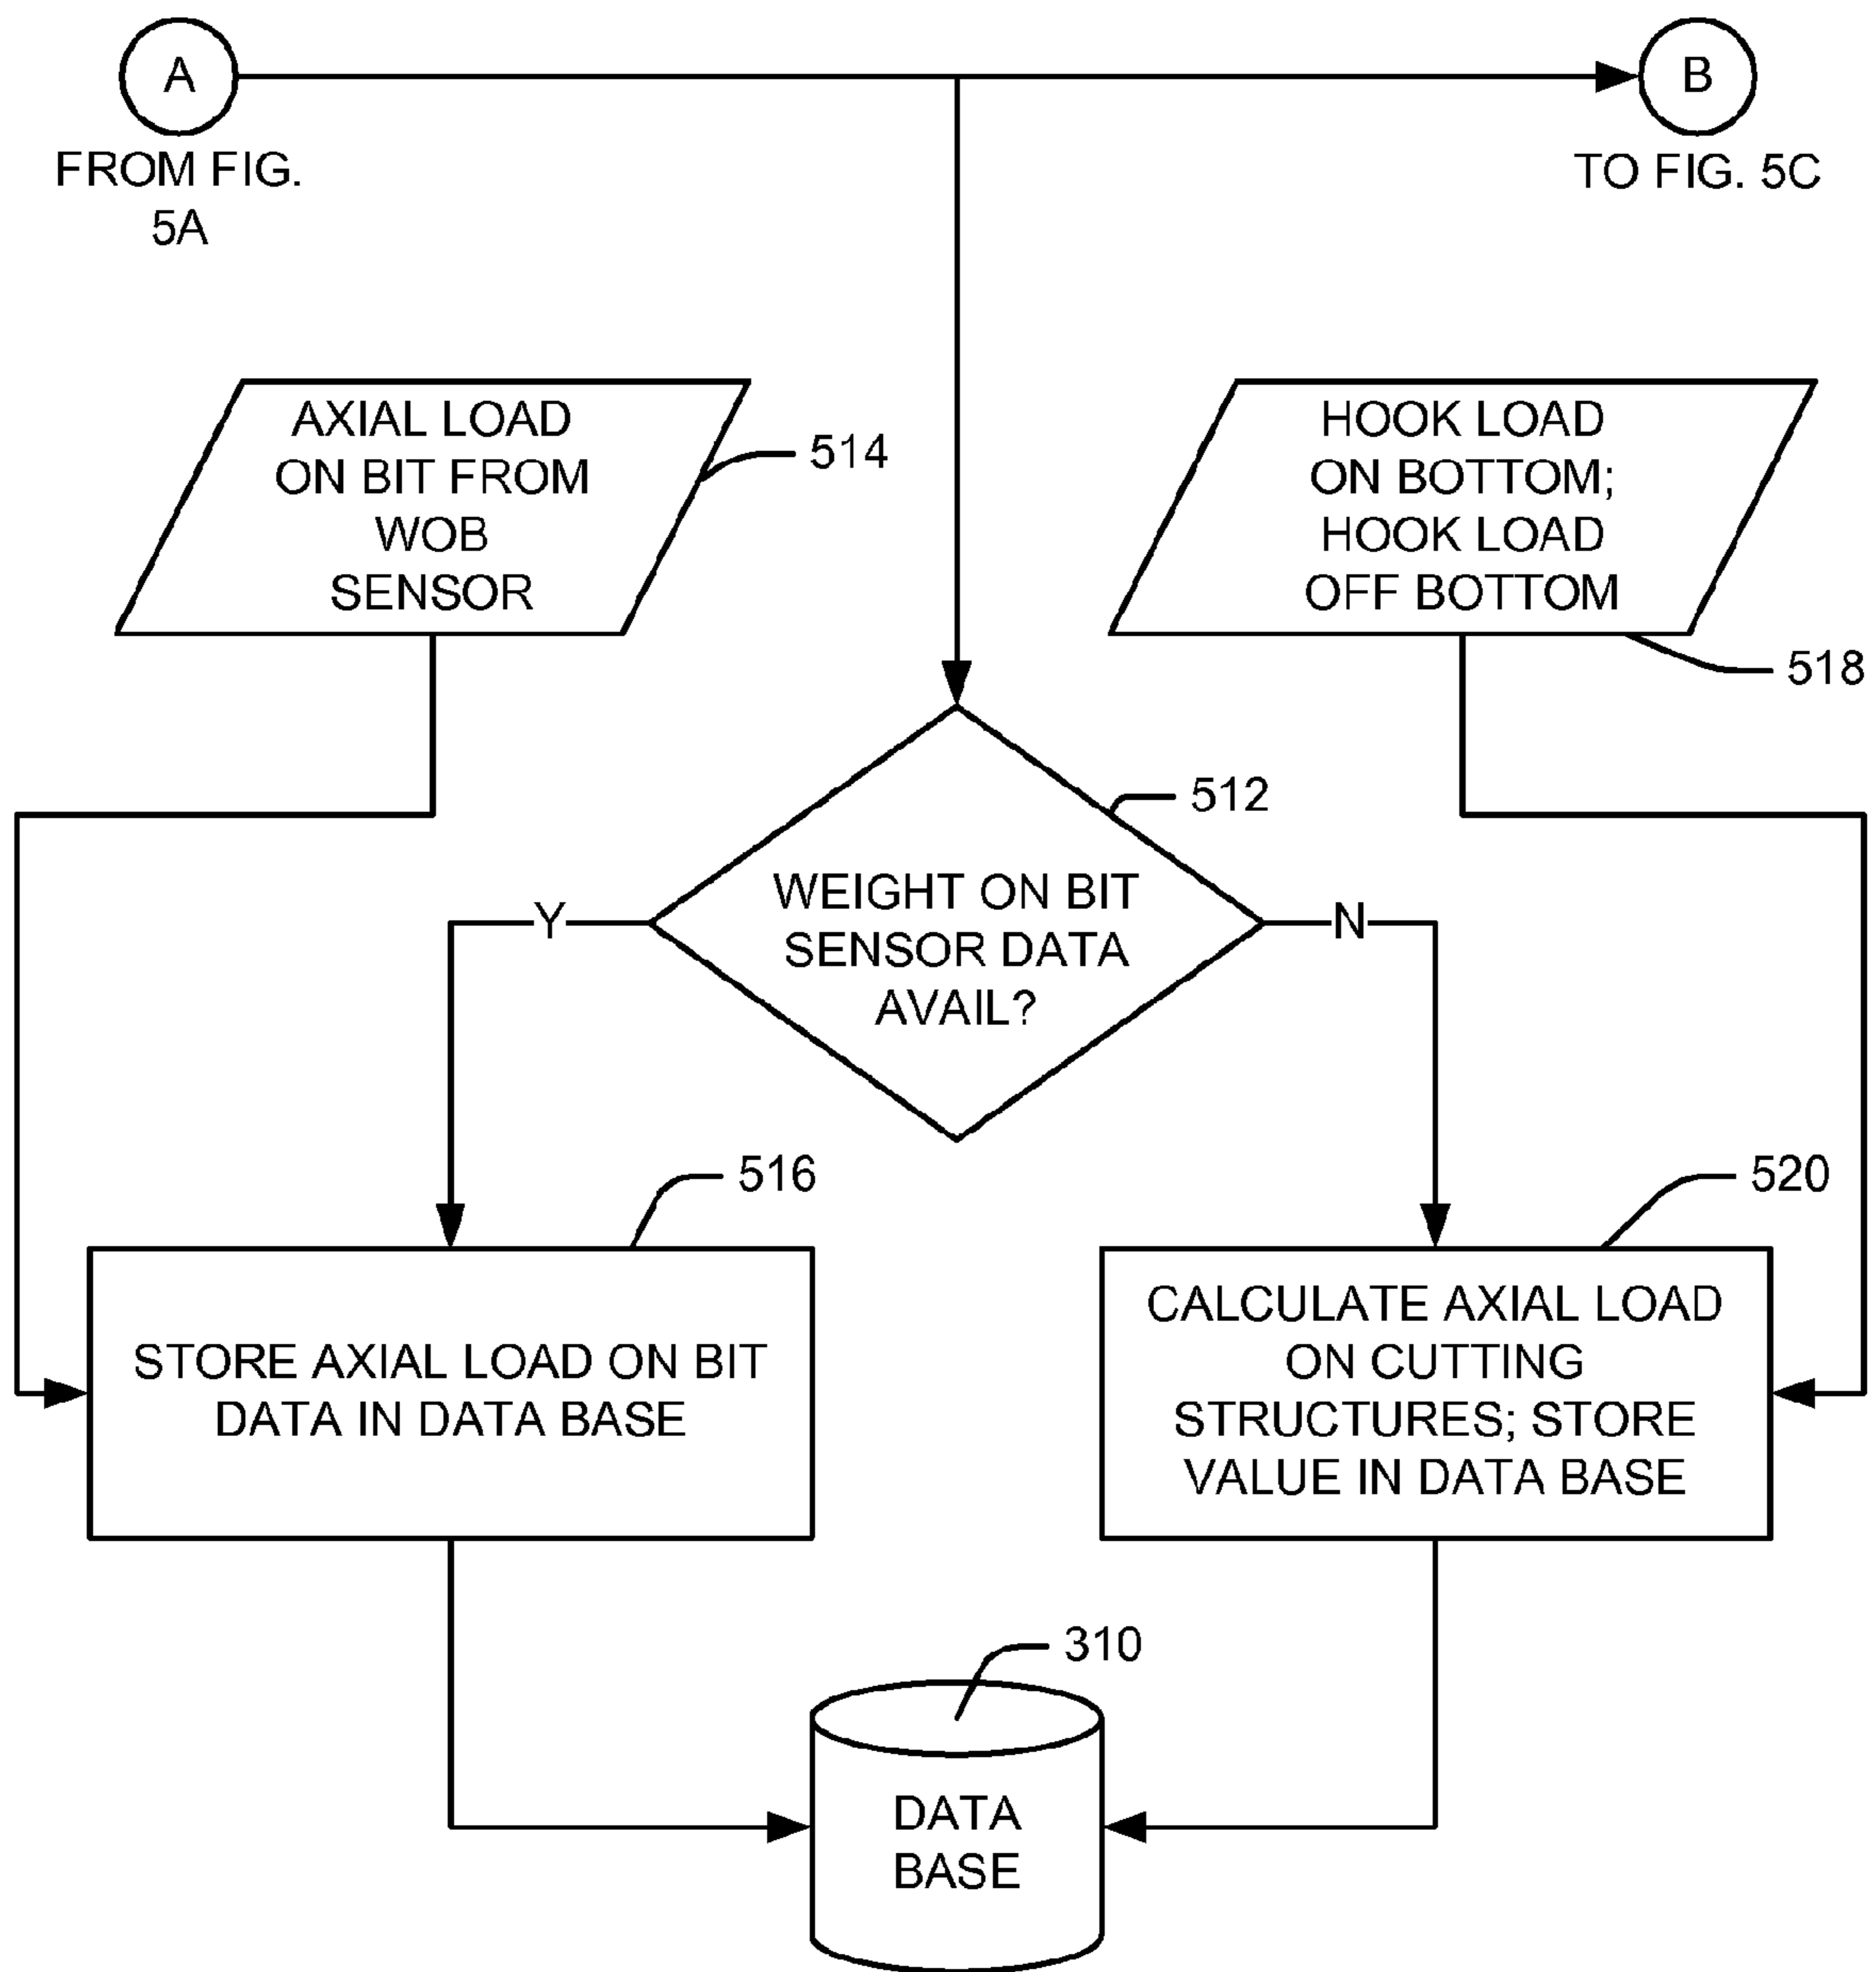 A
B
FROM FIG.
5A
TO FIG. 5C
AXIAL LOAD
ON BIT FROM
WOB
SENSOR
514
HOOK LOAD
ON BOTTOM;
HOOK LOAD
OFF BOTTOM
518
512
WEIGHT ON BIT
SENSOR DATA
AVAIL?
Y
N
516
STORE AXIAL LOAD ON BIT
DATA IN DATA BASE
520
CALCULATE AXIAL LOAD
ON CUTTING
STRUCTURES; STORE
VALUE IN DATA BASE
310
DATA
BASE